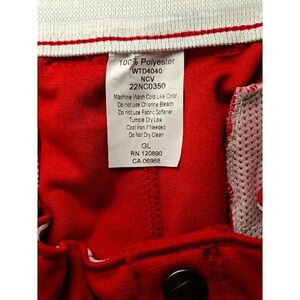 100% Polyester
WTD4040
NCV
22NC0350
Machine Wash Cold Like Color
Do not use Chlorine Bleach
Do not use Fabric Softener
Tumble Dry Low
Cool Iron if Needed
Do Not Dry Clean
GL
RN 120890
CA 06968